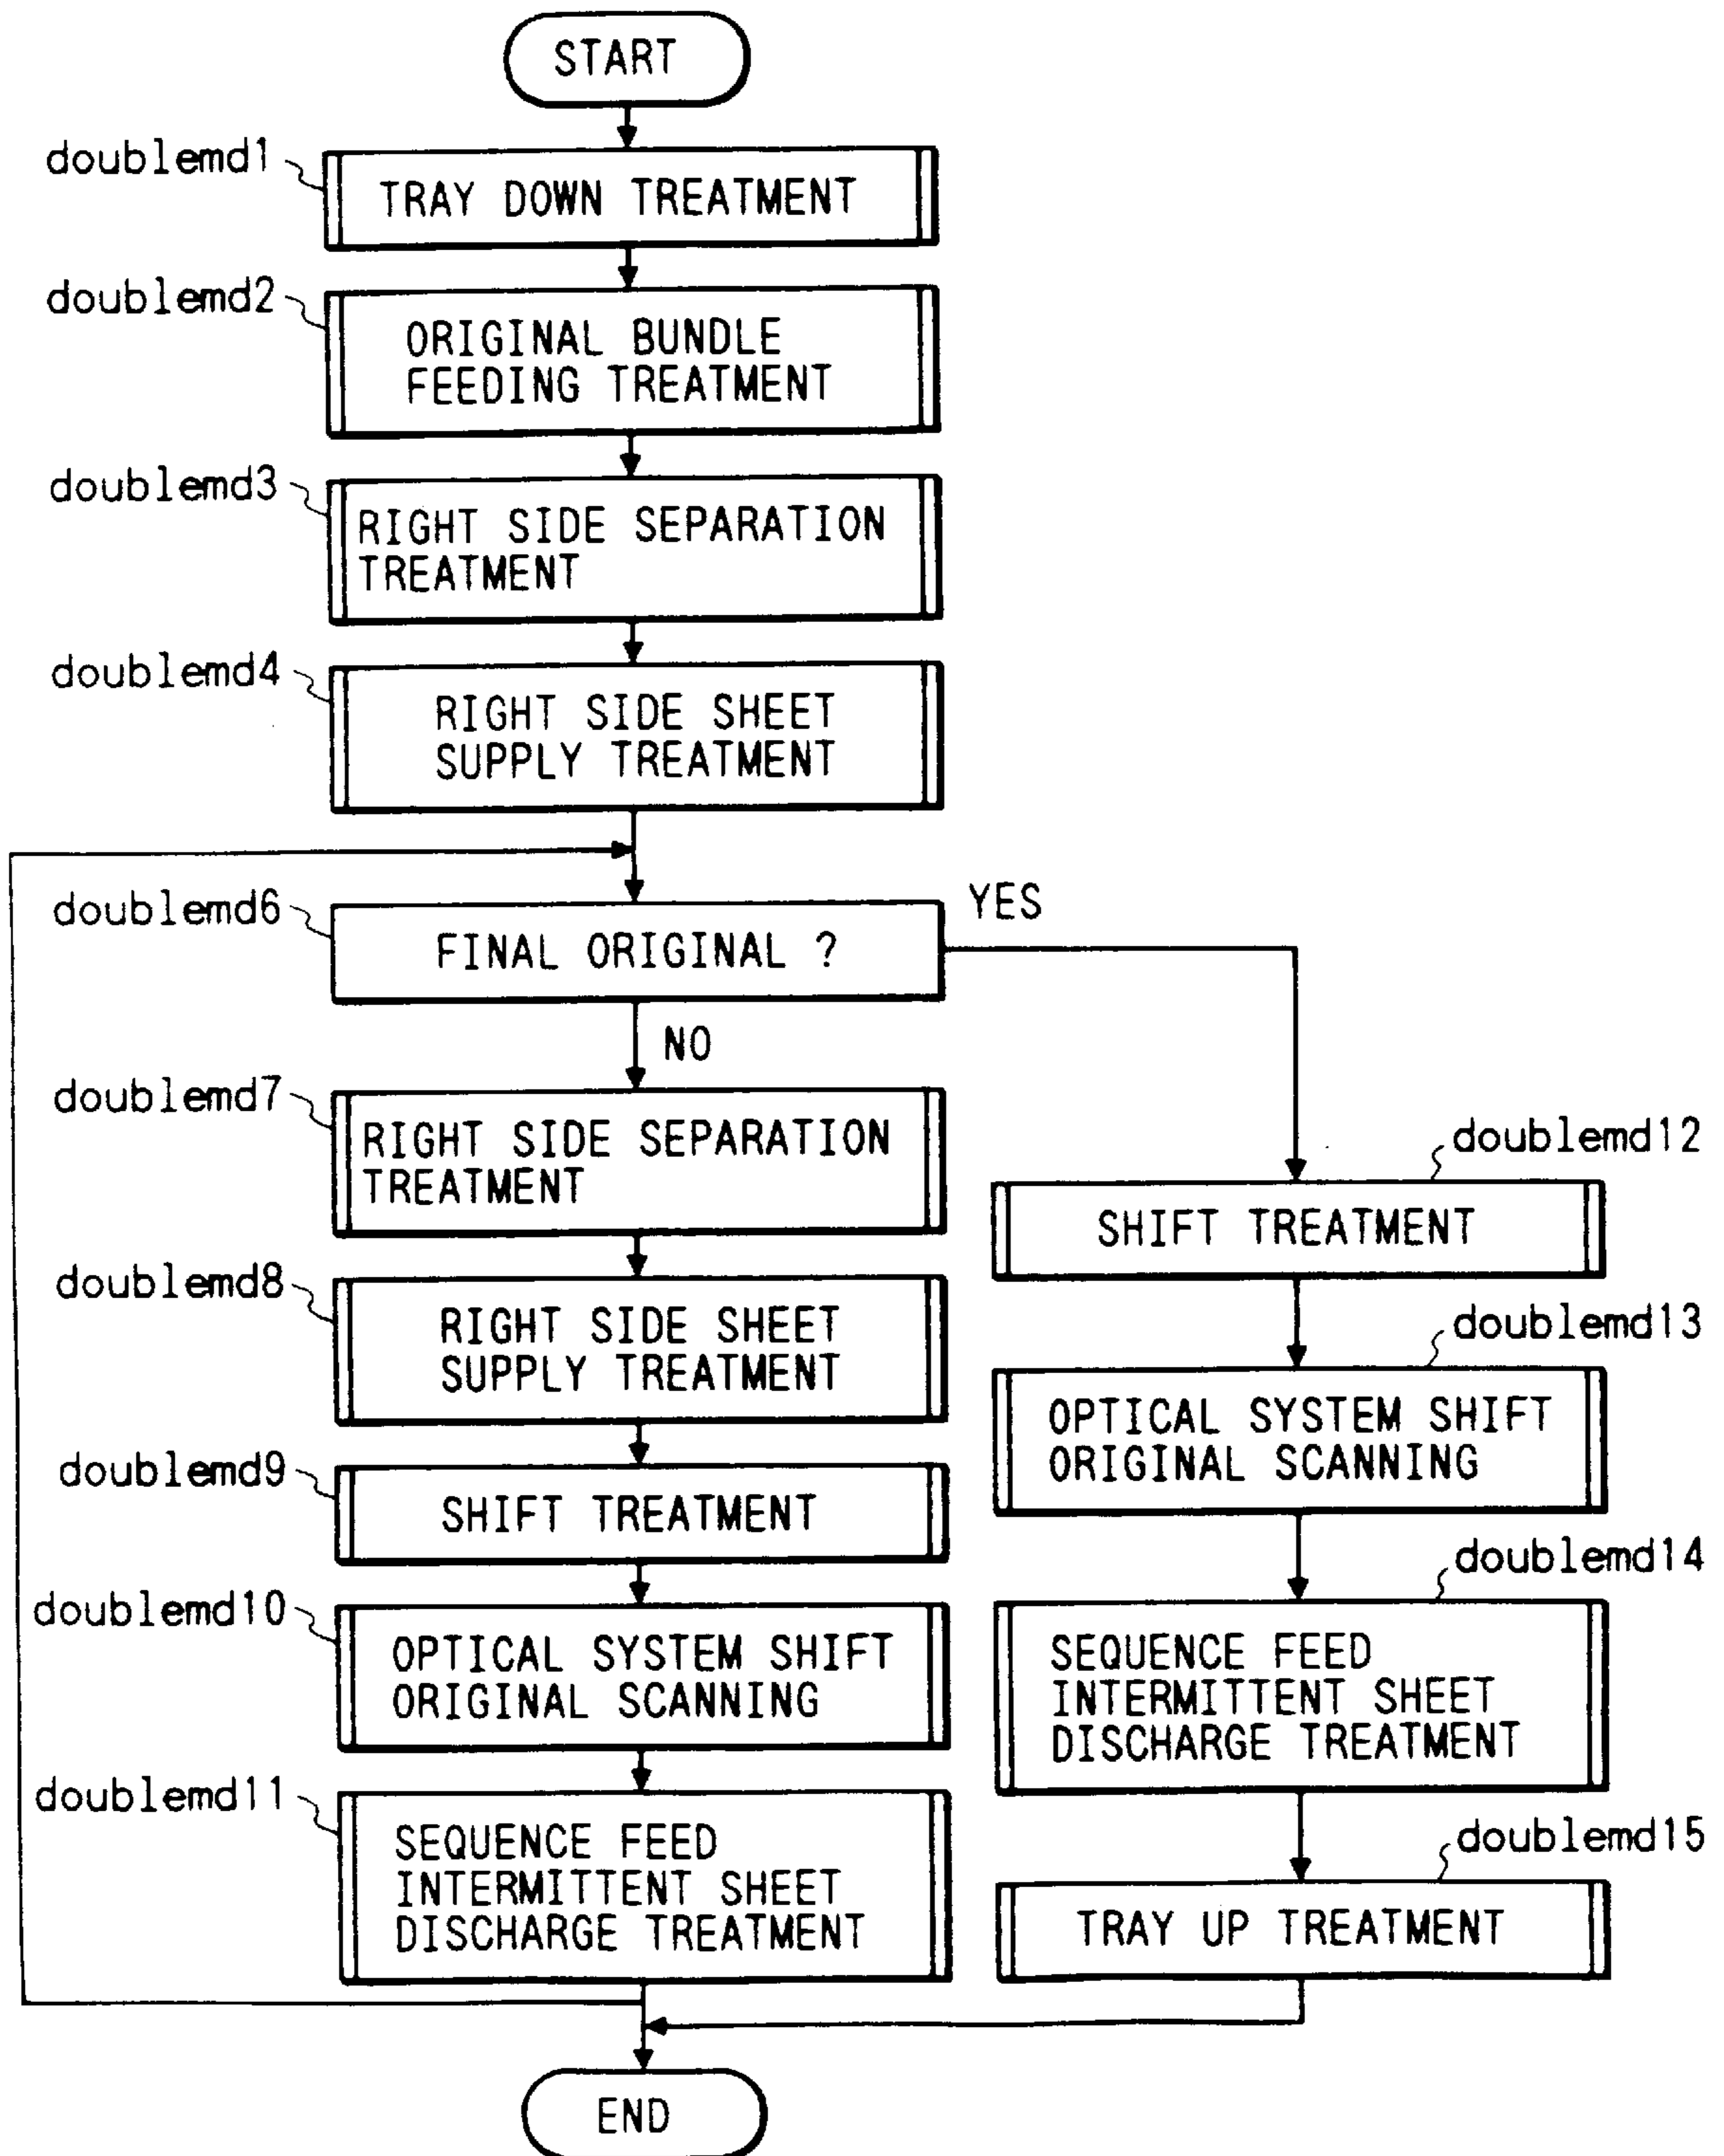 START
doublemd1
TRAY DOWN TREATMENT
doublemd2
ORIGINAL BUNDLE
FEEDING TREATMENT
doublemd3
RIGHT SIDE SEPARATION
TREATMENT
doublemd4
RIGHT SIDE SHEET
SUPPLY TREATMENT
doublemd6
FINAL ORIGINAL ?
YES
NO
doublemd7
RIGHT SIDE SEPARATION
TREATMENT
doublemd8
RIGHT SIDE SHEET
SUPPLY TREATMENT
doublemd9
SHIFT TREATMENT
doublemd10
OPTICAL SYSTEM SHIFT
ORIGINAL SCANNING
doublemd11
SEQUENCE FEED
INTERMITTENT SHEET
DISCHARGE TREATMENT
doublemd12
SHIFT TREATMENT
doublemd13
OPTICAL SYSTEM SHIFT
ORIGINAL SCANNING
doublemd14
SEQUENCE FEED
INTERMITTENT SHEET
DISCHARGE TREATMENT
doublemd15
TRAY UP TREATMENT
END